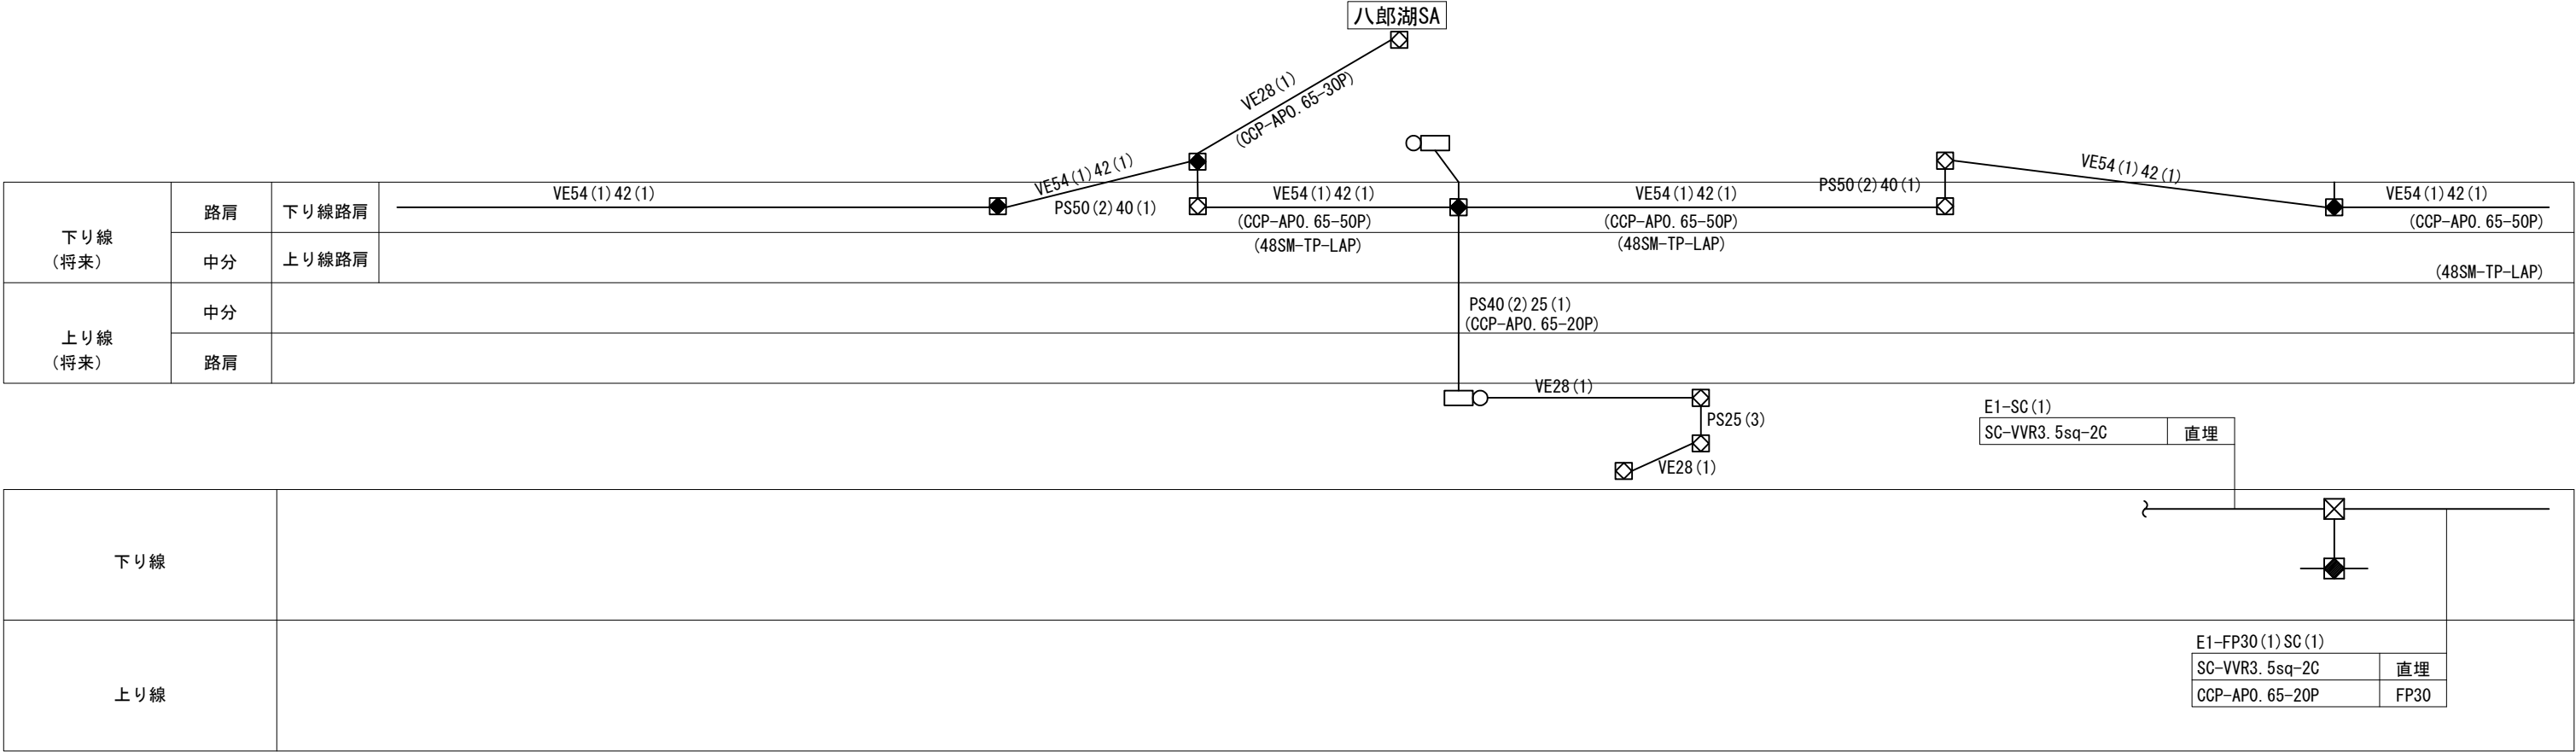 八郎湖SA
VE28(1)
(CCP-AP0.65-30P)
VE54(1)42(1)
VE54(1)42(1)
VE54(1)42(1)
路肩
下り線路肩
VE54(1)42(1)
PS50(2)40(1)
VE54(1)42(1)
PS50(2)40(1)
VE54(1)42(1)
(CCP-AP0.65-50P)
(CCP-AP0.65-50P)
(CCP-AP0.65-50P)
下り線
(将来)
中分
上り線路肩
(48SM-TP-LAP)
(48SM-TP-LAP)
(48SM-TP-LAP)
中分
PS40(2)25(1)
(CCP-AP0.65-20P)
上り線
(将来)
路肩
VE28(1)
PS25(3)
VE28(1)
E1-SC(1)
SC-VVR3.5sq-2C 直埋
下り線
E1-FP30(1)SC(1)
SC-VVR3.5sq-2C 直埋
CCP-AP0.65-20P FP30
上り線